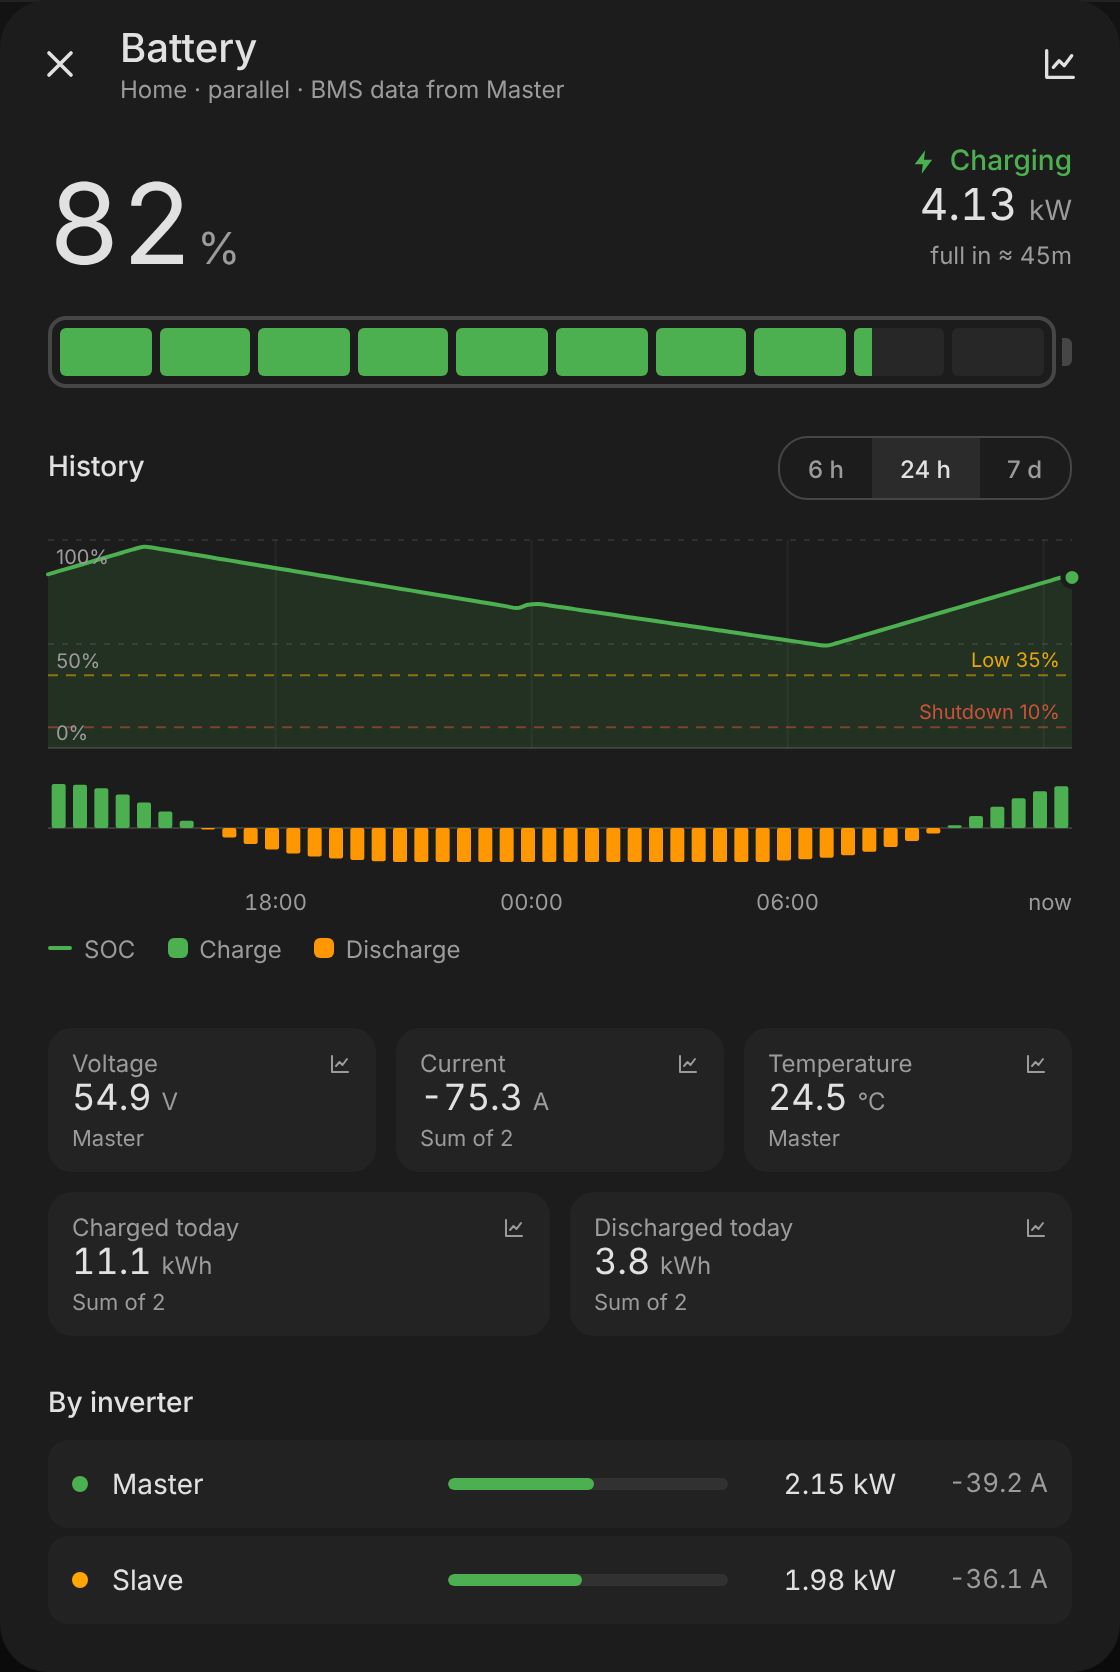 Battery
Home · parallel · BMS data from Master
82 %
Charging
4.13 kW
full in ≈ 45m
History
6 h 24 h 7 d
100%
50%
Low 35%
Shutdown 10%
0%
18:00 00:00 06:00 now
SOC Charge Discharge
Voltage
54.9 V
Master
Current
-75.3 A
Sum of 2
Temperature
24.5 °C
Master
Charged today
11.1 kWh
Sum of 2
Discharged today
3.8 kWh
Sum of 2
By inverter
Master 2.15 kW -39.2 A
Slave 1.98 kW -36.1 A